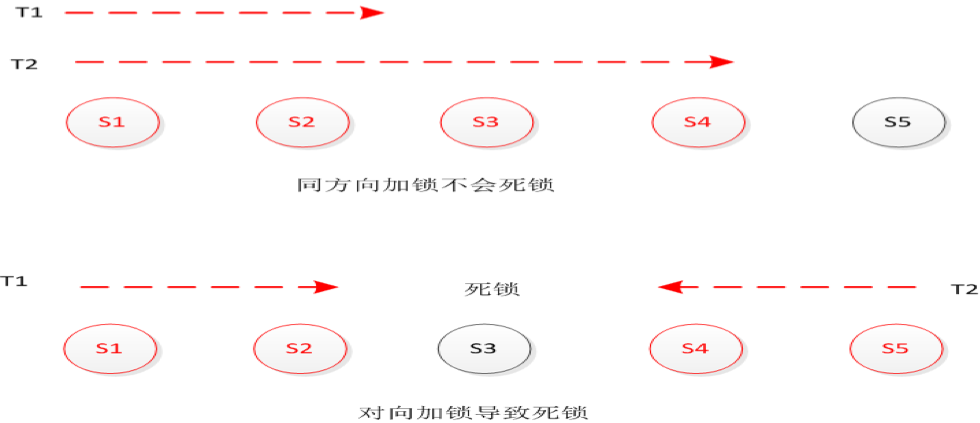 T1
T2
S1 S2 S3 S4 S5
同方向加锁不会死锁
T1 死锁 T2
S1 S2 S3 S4 S5
对向加锁导致死锁